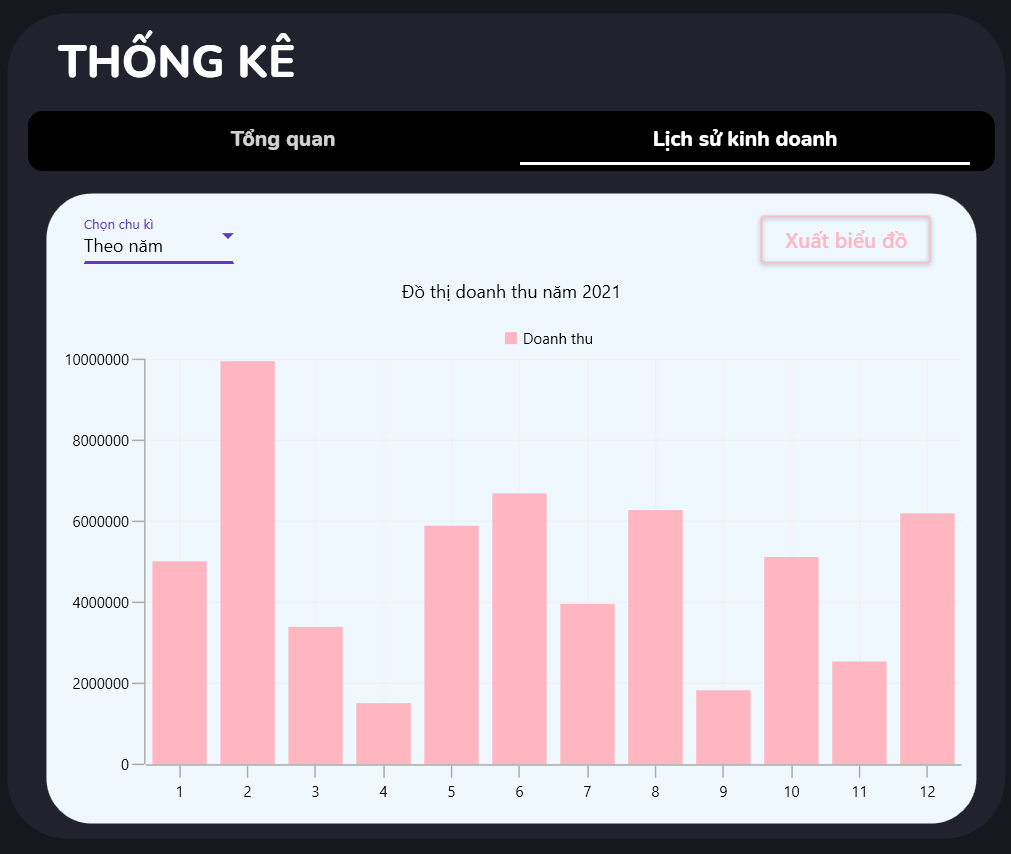 THỐNG KÊ
Tổng quan
Lịch sử kinh doanh
Chọn chu kì
Theo năm
Xuất biểu đồ
Đồ thị doanh thu năm 2021
Doanh thu
10000000
8000000
6000000
4000000
2000000
0
1 2 3 4 5 6 7 8 9 10 11 12